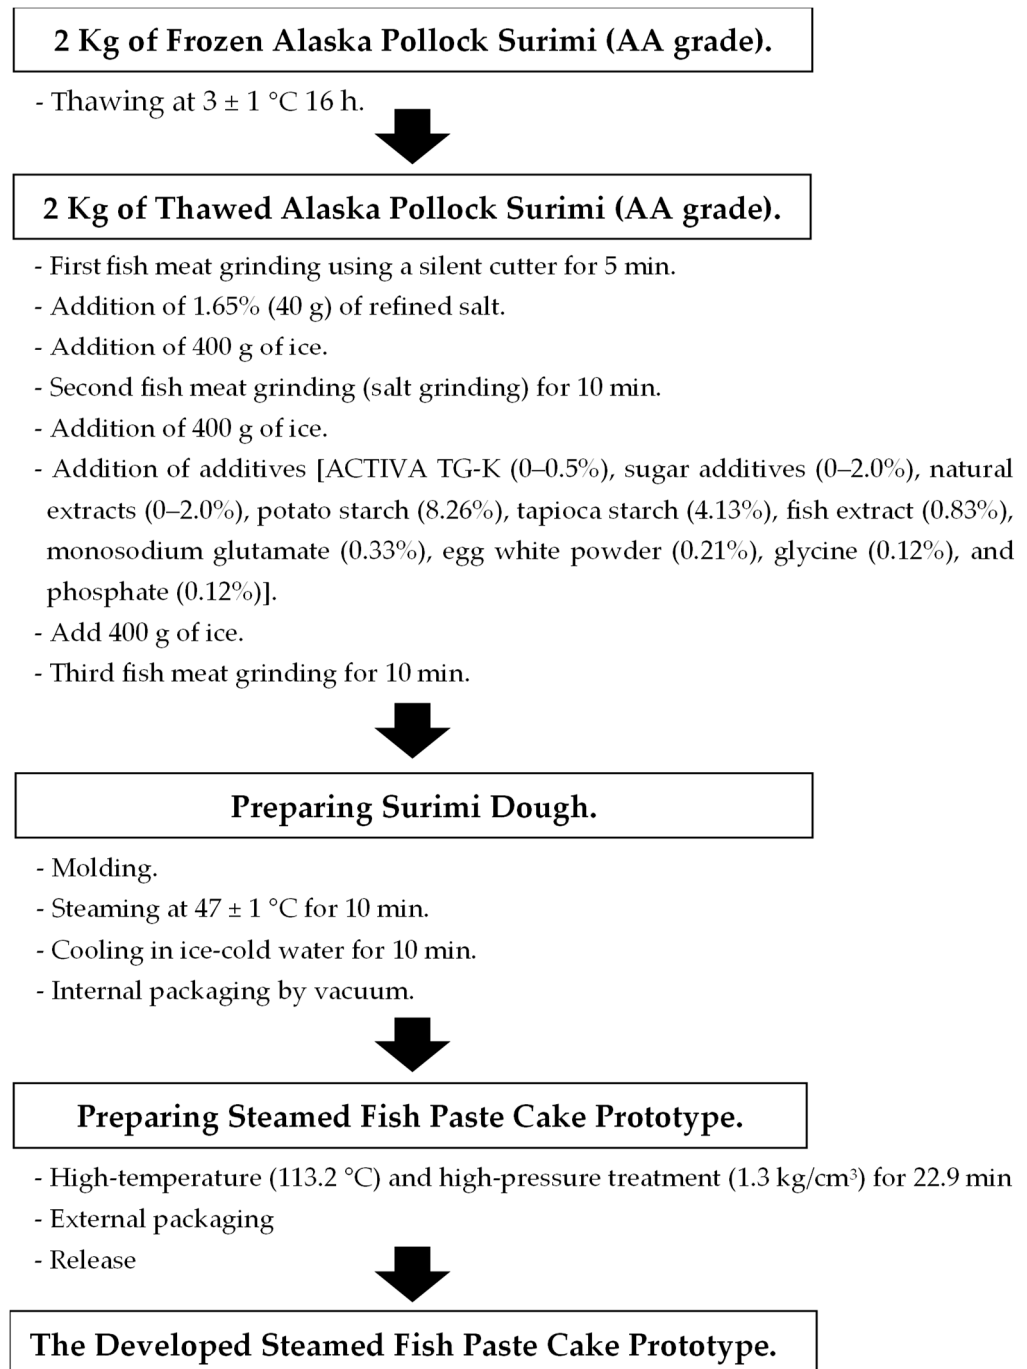 2 Kg of Frozen Alaska Pollock Surimi (AA grade).
- Thawing at 3 ± 1 °C 16 h.
2 Kg of Thawed Alaska Pollock Surimi (AA grade).
- First fish meat grinding using a silent cutter for 5 min.
- Addition of 1.65% (40 g) of refined salt.
- Addition of 400 g of ice.
- Second fish meat grinding (salt grinding) for 10 min.
- Addition of 400 g of ice.
- Addition of additives [ACTIVA TG-K (0–0.5%), sugar additives (0–2.0%), natural
extracts (0–2.0%), potato starch (8.26%), tapioca starch (4.13%), fish extract (0.83%),
monosodium glutamate (0.33%), egg white powder (0.21%), glycine (0.12%), and
phosphate (0.12%)].
- Add 400 g of ice.
- Third fish meat grinding for 10 min.
Preparing Surimi Dough.
- Molding.
- Steaming at 47 ± 1 °C for 10 min.
- Cooling in ice-cold water for 10 min.
- Internal packaging by vacuum.
Preparing Steamed Fish Paste Cake Prototype.
- High-temperature (113.2 °C) and high-pressure treatment (1.3 kg/cm³) for 22.9 min
- External packaging
- Release
The Developed Steamed Fish Paste Cake Prototype.